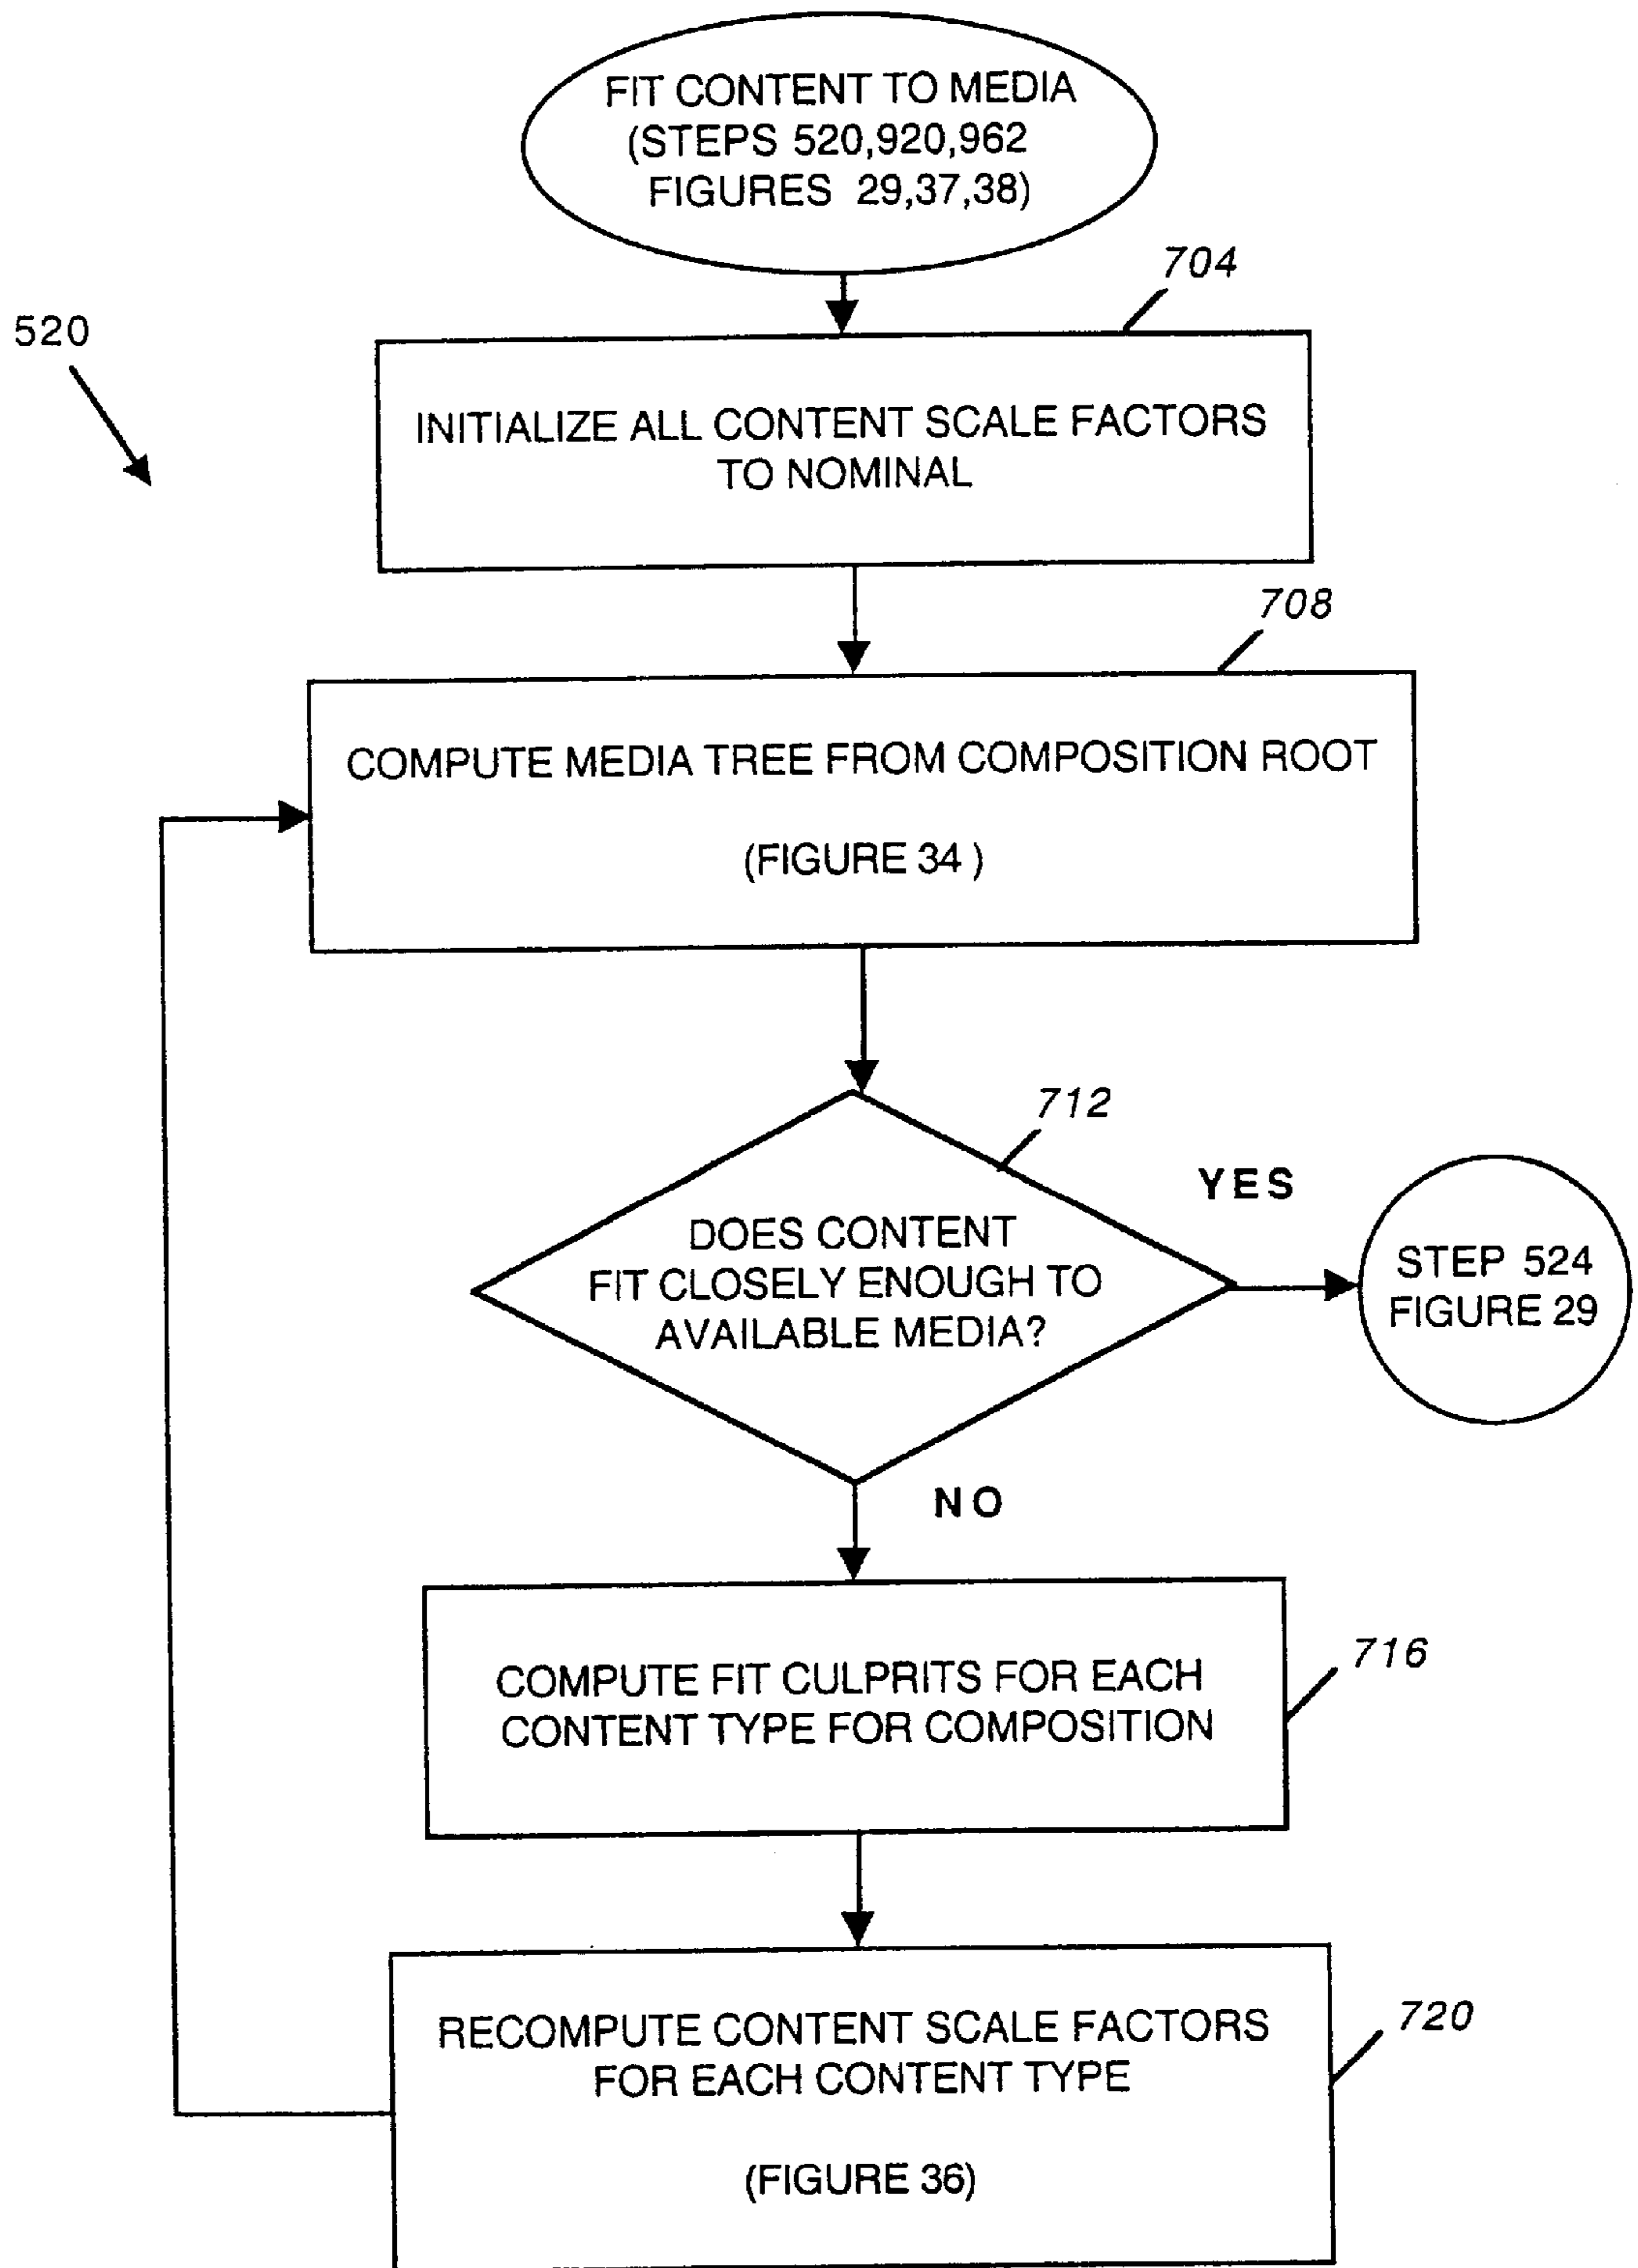 FIT CONTENT TO MEDIA
(STEPS 520,920,962
FIGURES 29,37,38)
704
520
INITIALIZE ALL CONTENT SCALE FACTORS
TO NOMINAL
708
COMPUTE MEDIA TREE FROM COMPOSITION ROOT
(FIGURE 34 )
712
YES
DOES CONTENT
FIT CLOSELY ENOUGH TO
AVAILABLE MEDIA?
STEP 524
FIGURE 29
NO
716
COMPUTE FIT CULPRITS FOR EACH
CONTENT TYPE FOR COMPOSITION
720
RECOMPUTE CONTENT SCALE FACTORS
FOR EACH CONTENT TYPE
(FIGURE 36)